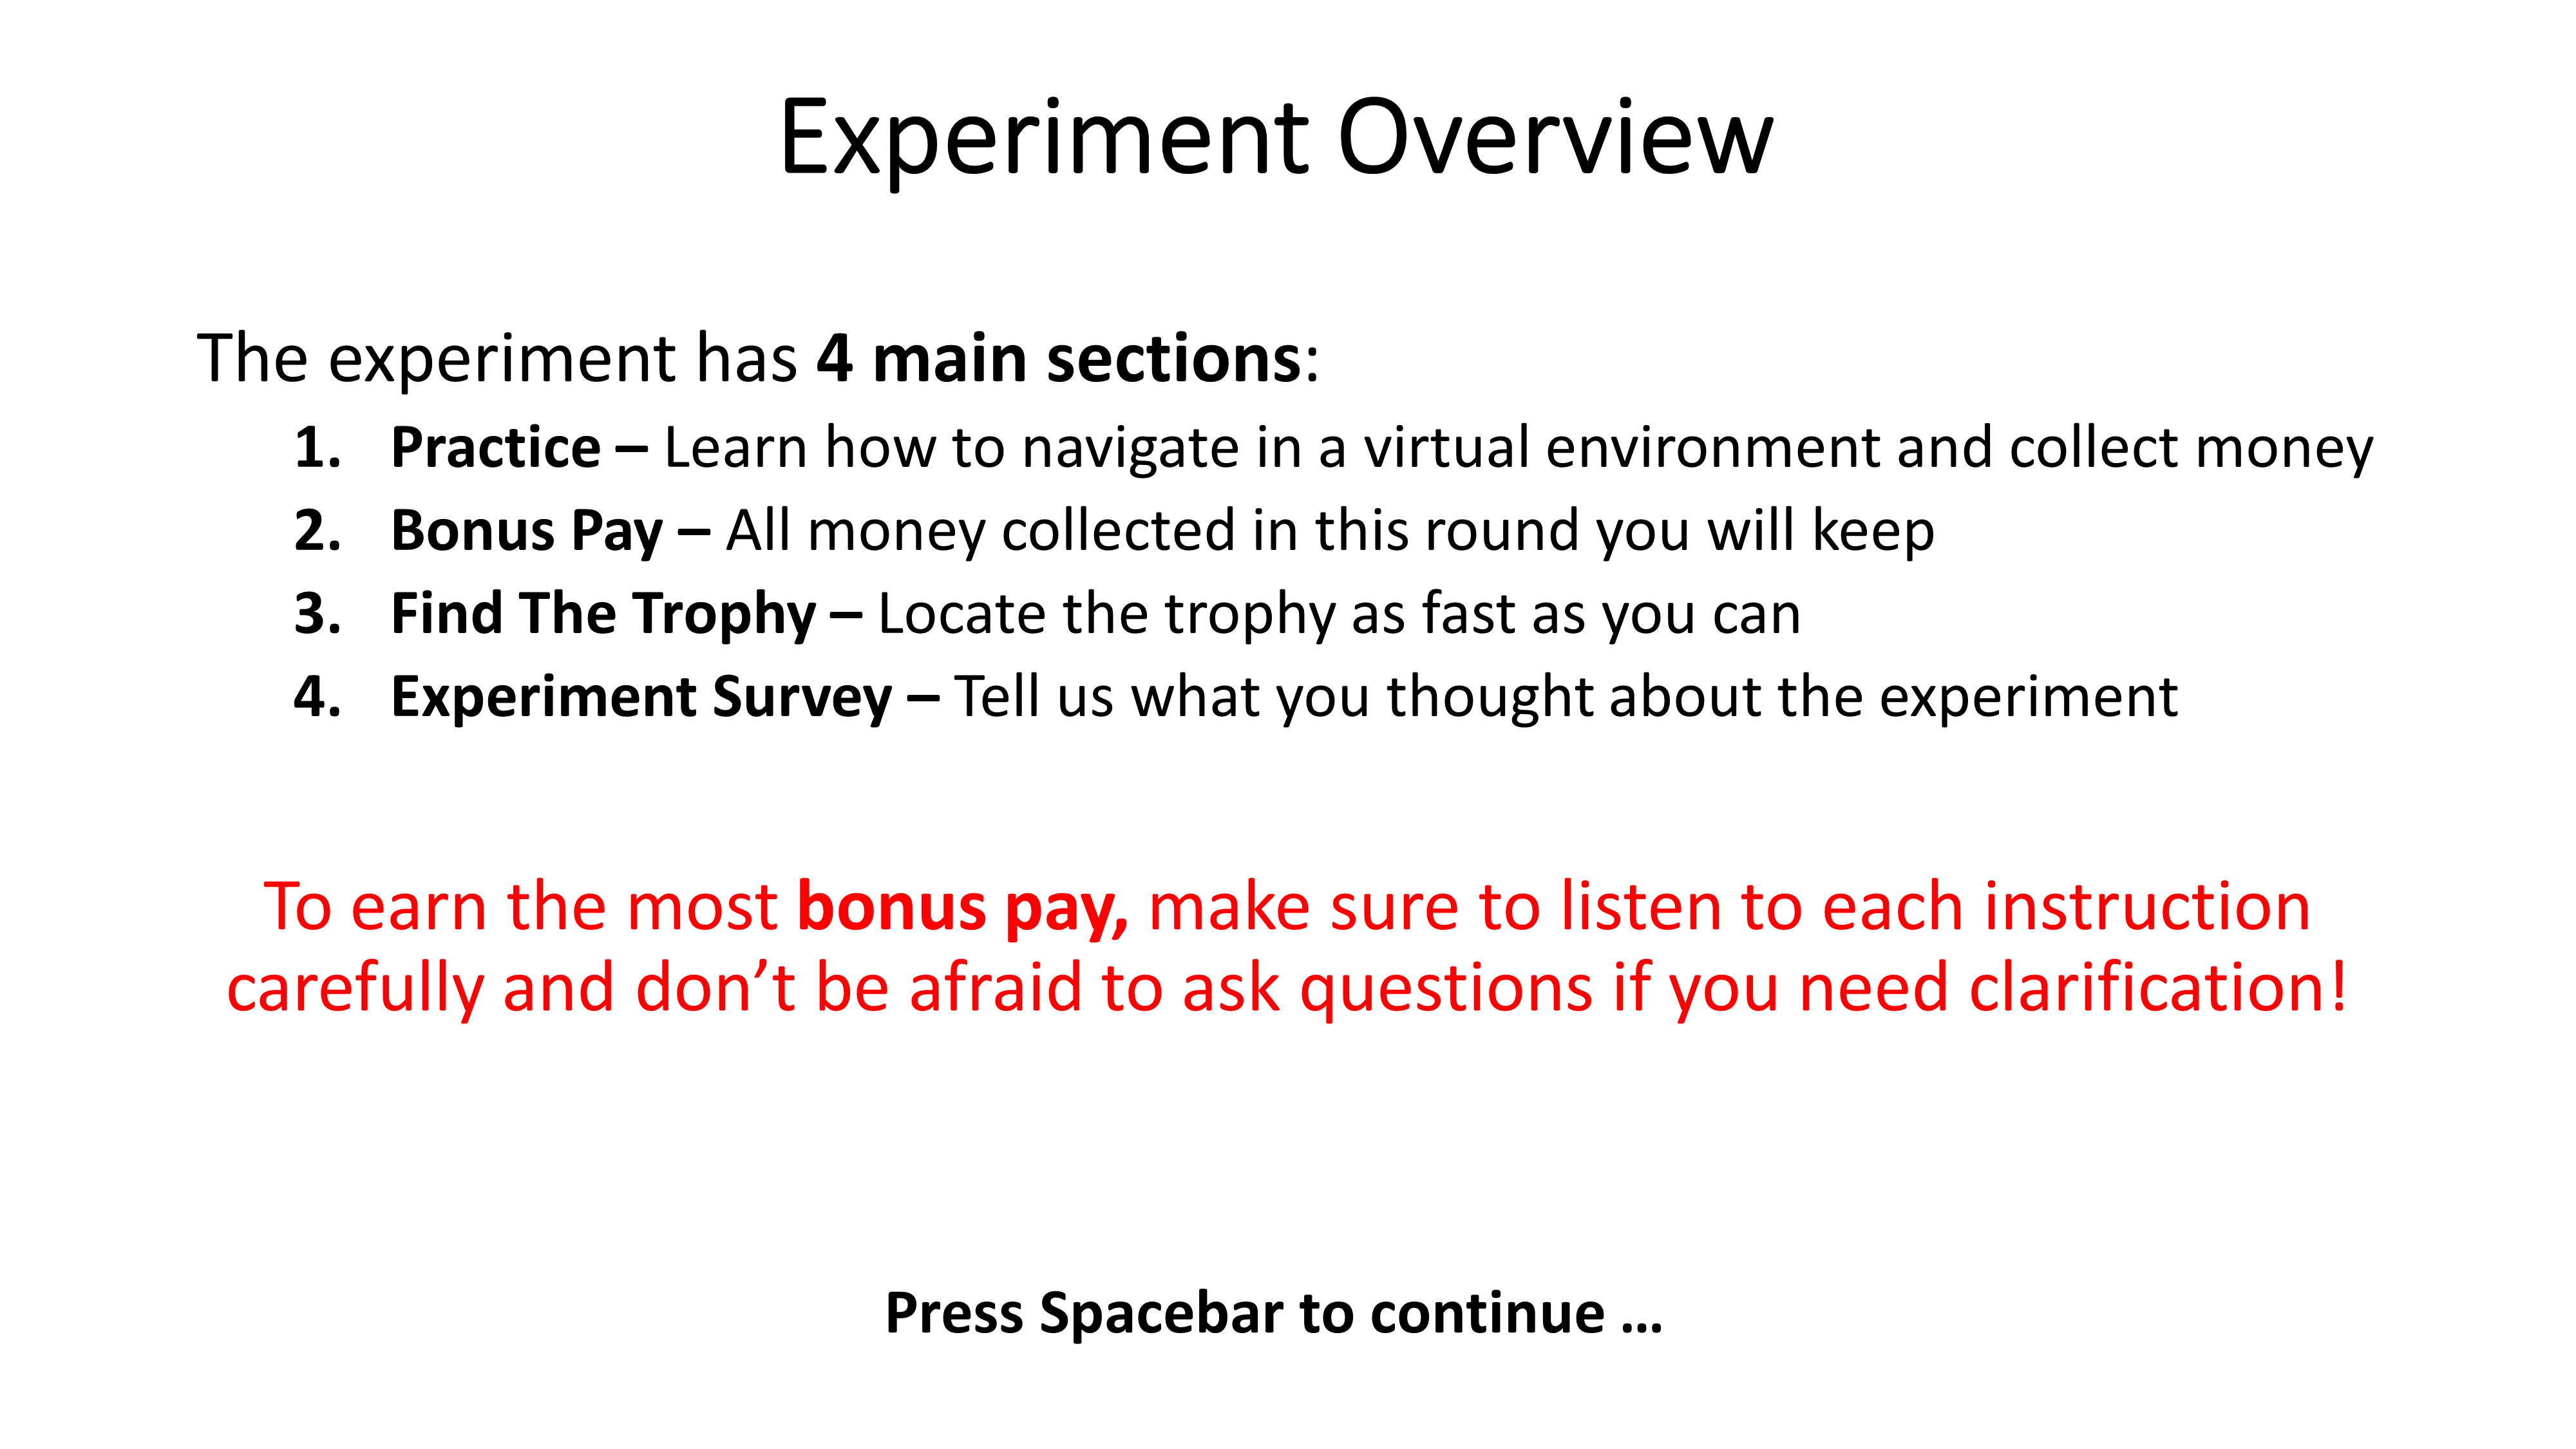 Experiment Overview
The experiment has 4 main sections:
1. Practice – Learn how to navigate in a virtual environment and collect money
2. Bonus Pay – All money collected in this round you will keep
3. Find The Trophy – Locate the trophy as fast as you can
4. Experiment Survey – Tell us what you thought about the experiment
To earn the most bonus pay, make sure to listen to each instruction
carefully and don’t be afraid to ask questions if you need clarification!
Press Spacebar to continue …